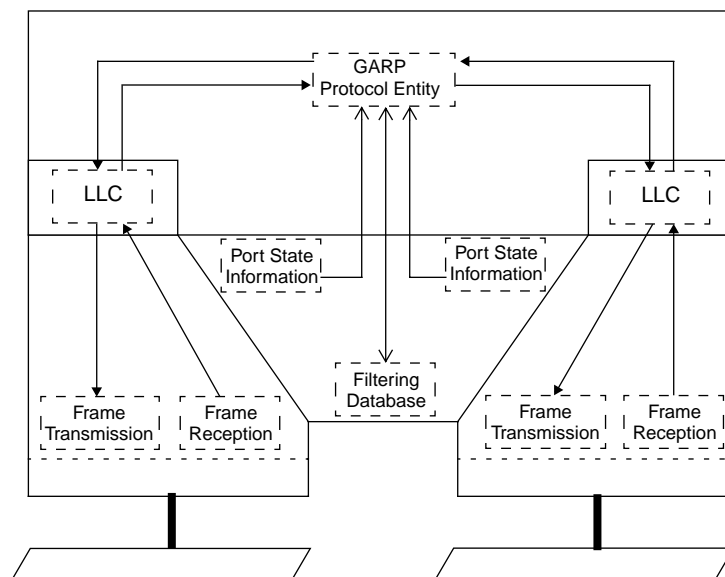 GARP
Protocol Entity
LLC
LLC
Port State
Information
Port State
Information
Filtering
Database
Frame
Transmission
Frame
Reception
Frame
Transmission
Frame
Reception